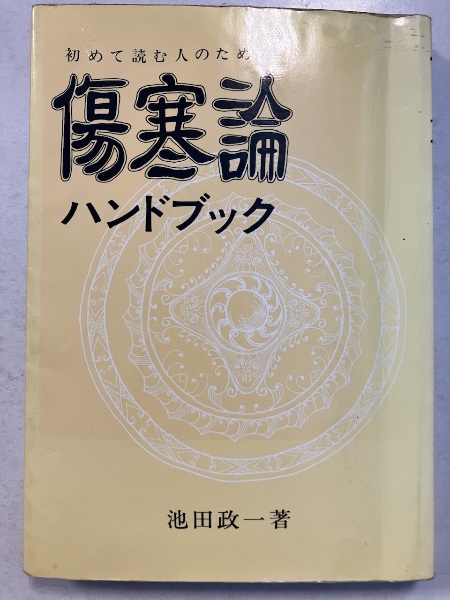 初めて読む人のため
傷寒論
ハンドブック
池田政一著